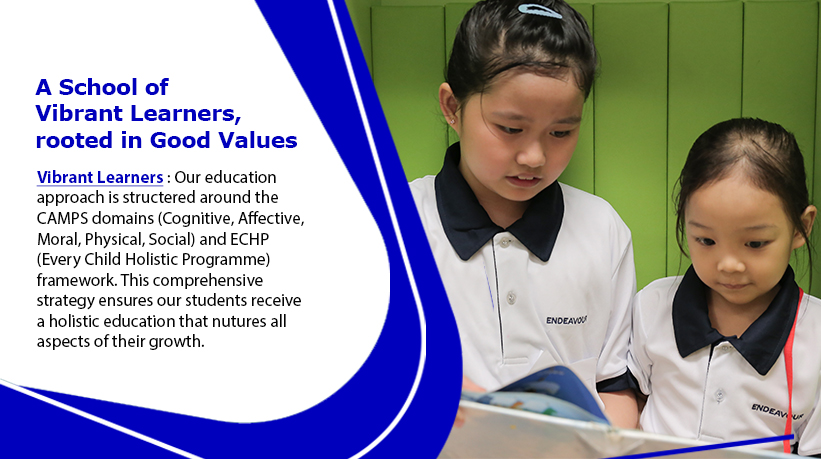 A School of
Vibrant Learners,
rooted in Good Values
Vibrant Learners : Our education
approach is structered around the
CAMPS domains (Cognitive, Affective,
Moral, Physical, Social) and ECHP
(Every Child Holistic Programme)
framework. This comprehensive
strategy ensures our students receive
a holistic education that nutures all
aspects of their growth.
ENDEAVOUR
ENDEAVOUR